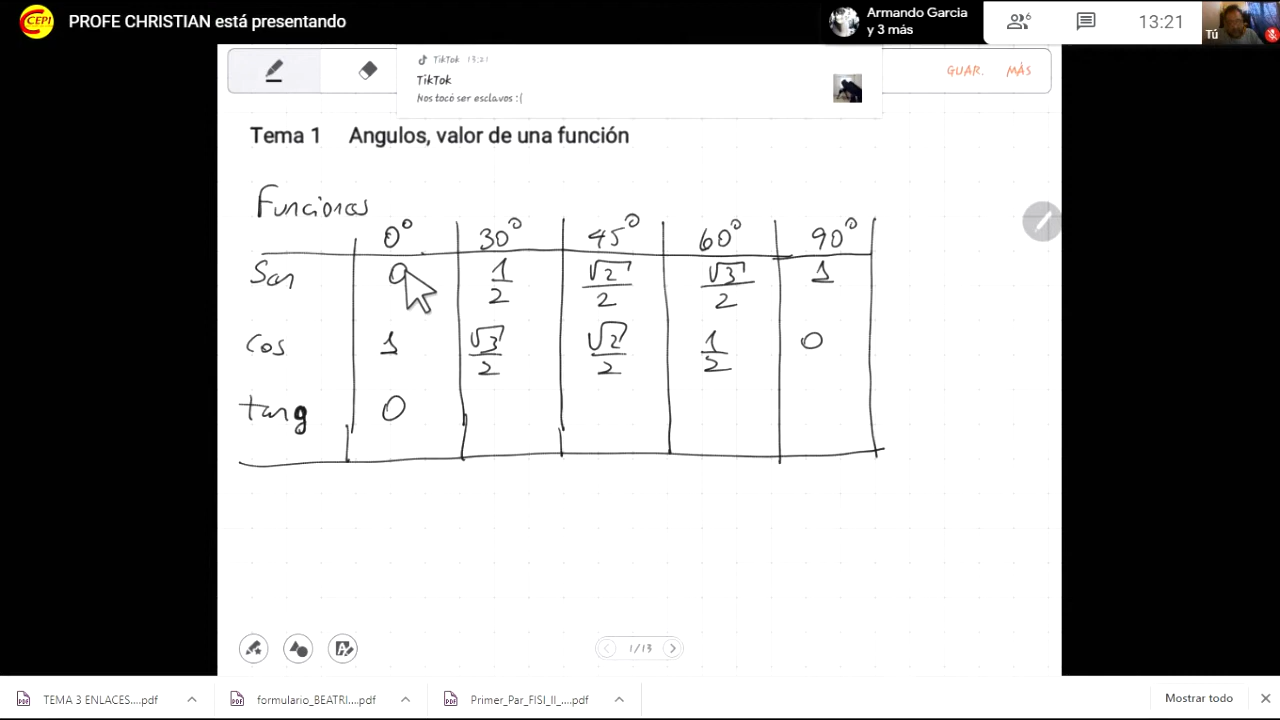 CEPI PROFE CHRISTIAN está presentando
Armando Garcia
y 3 más
6
13:21
Tú
TikTok 13:21
TikTok
Nos tocó ser esclavos :(
GUAR. MÁS
Tema 1 Angulos, valor de una función
Funciones
0° 30° 45° 60° 90°
Sen 0 1/2 √2/2 √3/2 1
Cos 1 √3/2 √2/2 1/2 0
tang 0
1/13
TEMA 3 ENLACES....pdf formulario_BEATRI....pdf Primer_Par_FISI_II_....pdf Mostrar todo